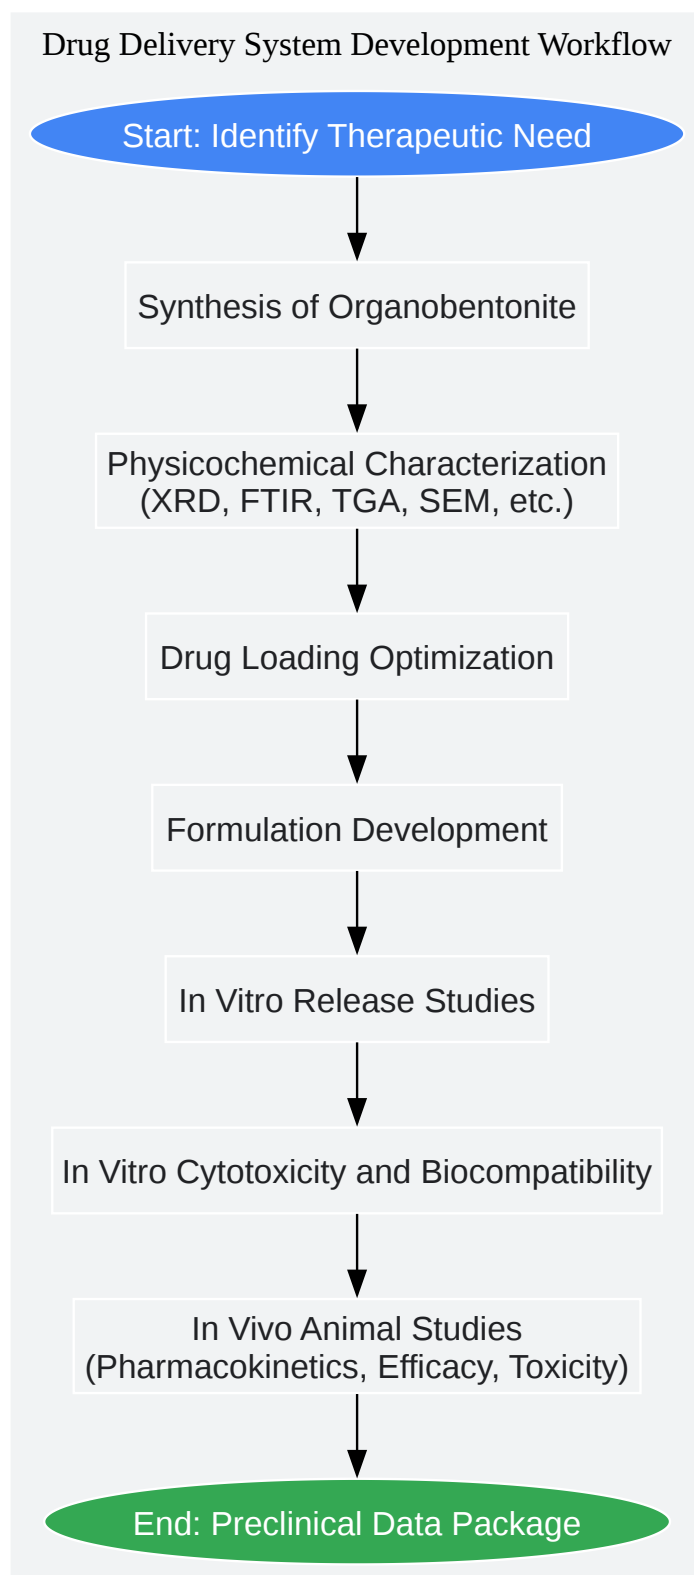 Drug Delivery System Development Workflow
Start: Identify Therapeutic Need
Synthesis of Organobentonite
Physicochemical Characterization
(XRD, FTIR, TGA, SEM, etc.)
Drug Loading Optimization
Formulation Development
In Vitro Release Studies
In Vitro Cytotoxicity and Biocompatibility
In Vivo Animal Studies
(Pharmacokinetics, Efficacy, Toxicity)
End: Preclinical Data Package